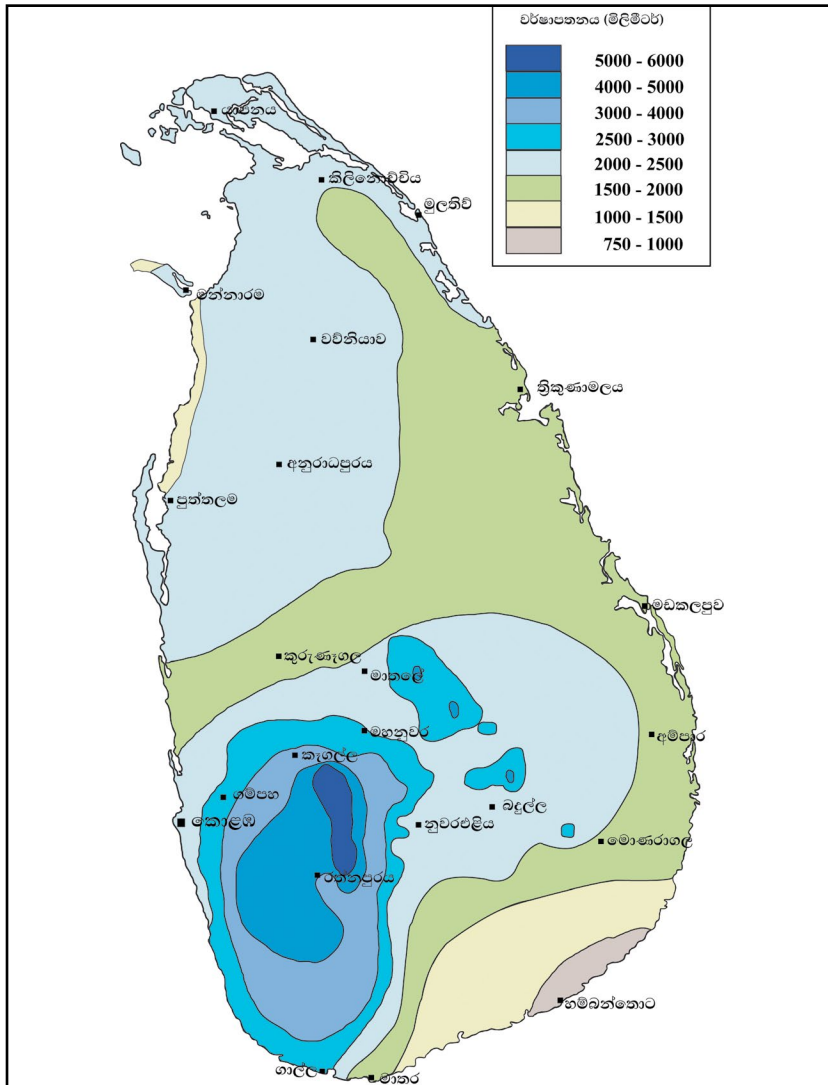 වර්ෂාපතනය (මිලිමීටර්)
5000 - 6000
4000 - 5000
3000 - 4000
2500 - 3000
2000 - 2500
1500 - 2000
1000 - 1500
750 - 1000
යාපනය
කිලිනොච්චිය
මුලතිව්
මන්නාරම
වව්නියාව
ත්‍රිකුණාමලය
අනුරාධපුරය
පුත්තලම
මඩකලපුව
කුරුණෑගල
මාතලේ
මහනුවර
අම්පාර
කෑගල්ල
ගම්පහ
බදුල්ල
කොළඹ
නුවරඑළිය
මොණරාගල
රත්නපුරය
හම්බන්තොට
ගාල්ල
මාතර